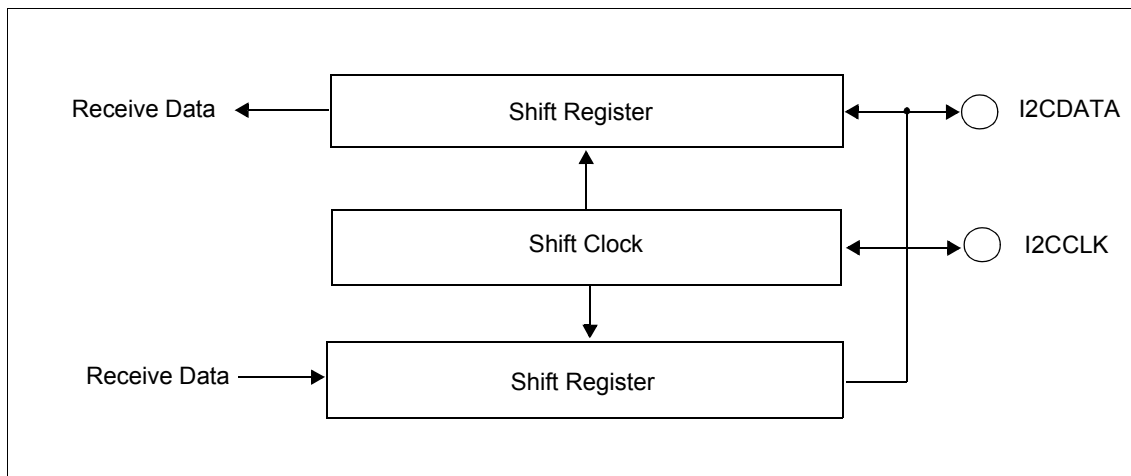 Receive Data
Shift Register
I2CDATA
Shift Clock
I2CCLK
Receive Data
Shift Register